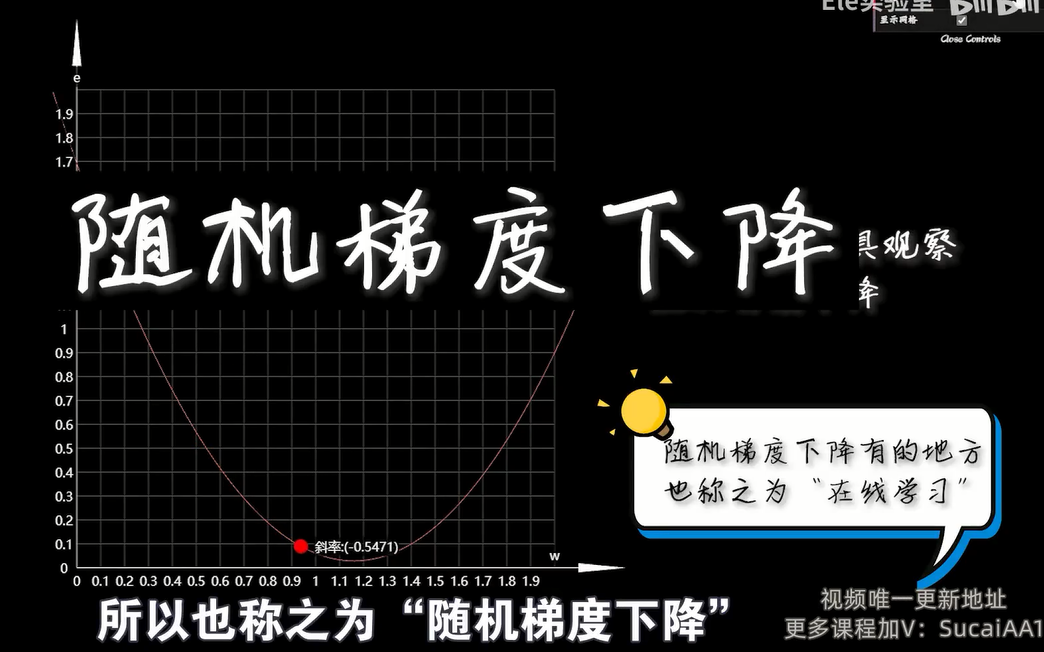 Ele实验室 bilibili
显示网格
Close Controls
e
1.9
1.8
1.7
随机梯度下降
具观察
降
1
0.9
0.8
0.7
0.6
0.5
0.4
0.3
0.2
0.1
0
斜率:(-0.5471)
w
0 0.1 0.2 0.3 0.4 0.5 0.6 0.7 0.8 0.9 1 1.1 1.2 1.3 1.4 1.5 1.6 1.7 1.8 1.9
随机梯度下降有的地方
也称之为“在线学习”
所以也称之为“随机梯度下降”
视频唯一更新地址
更多课程加V：SucaiAA1